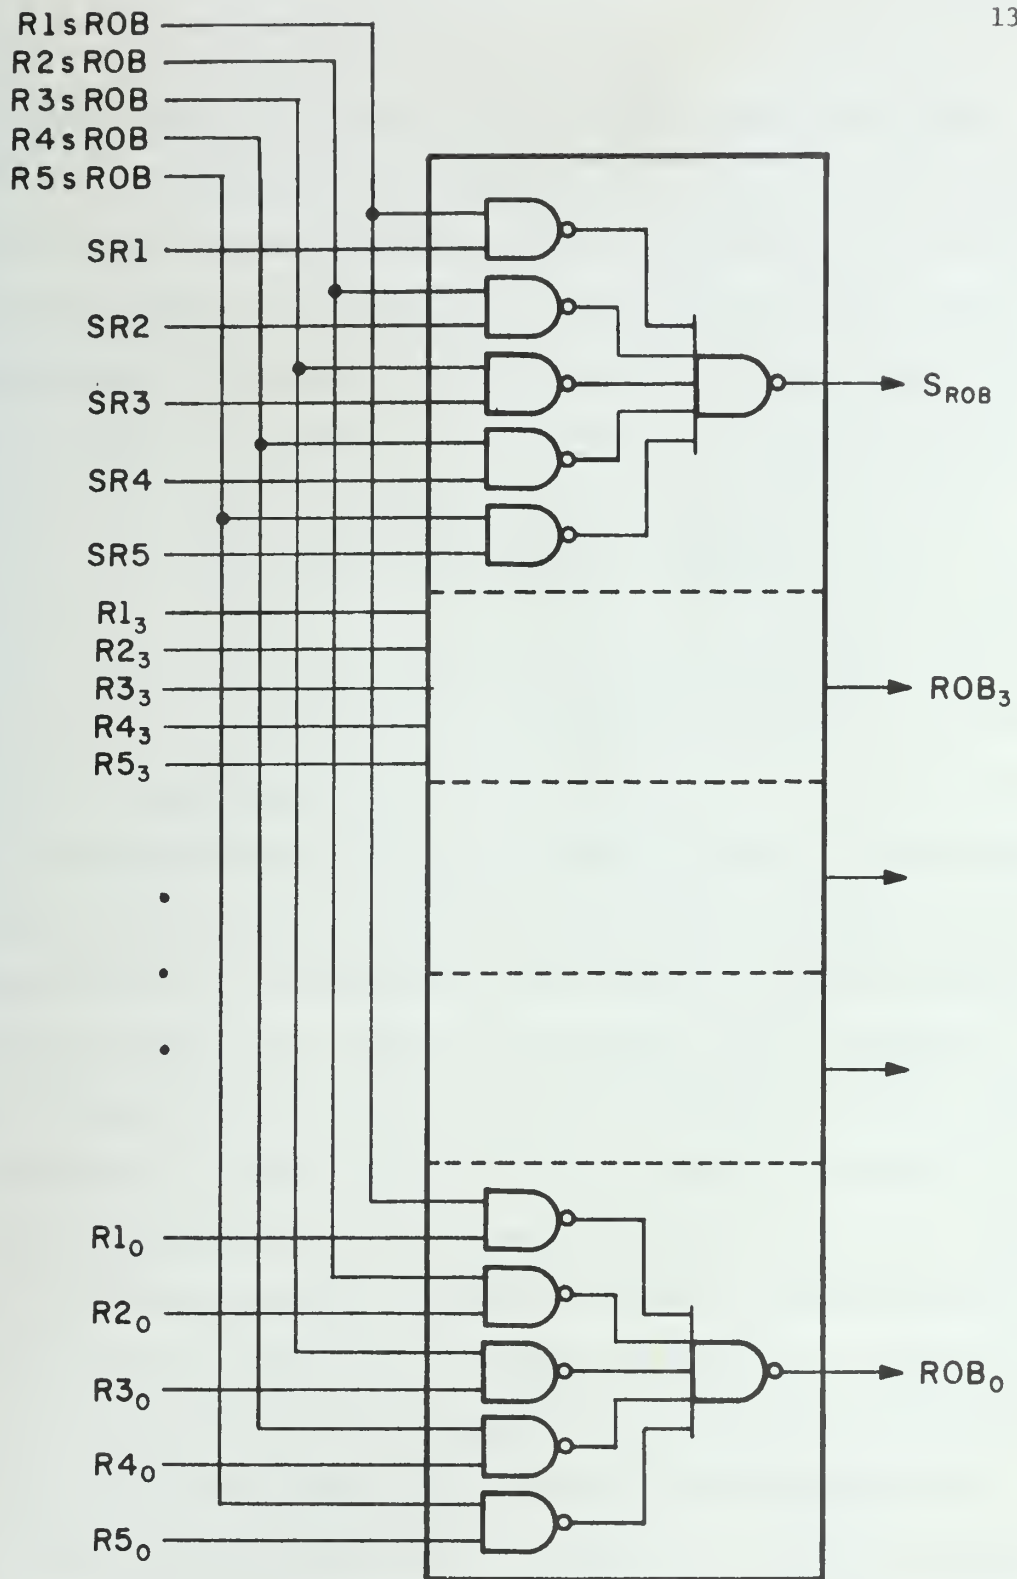 13
R1sROB
R2sROB
R3sROB
R4sROB
R5sROB
SR1
SR2
SR3
SR4
SR5
S_ROB
R1₃
R2₃
R3₃
R4₃
R5₃
ROB₃
R1₀
R2₀
R3₀
R4₀
R5₀
ROB₀